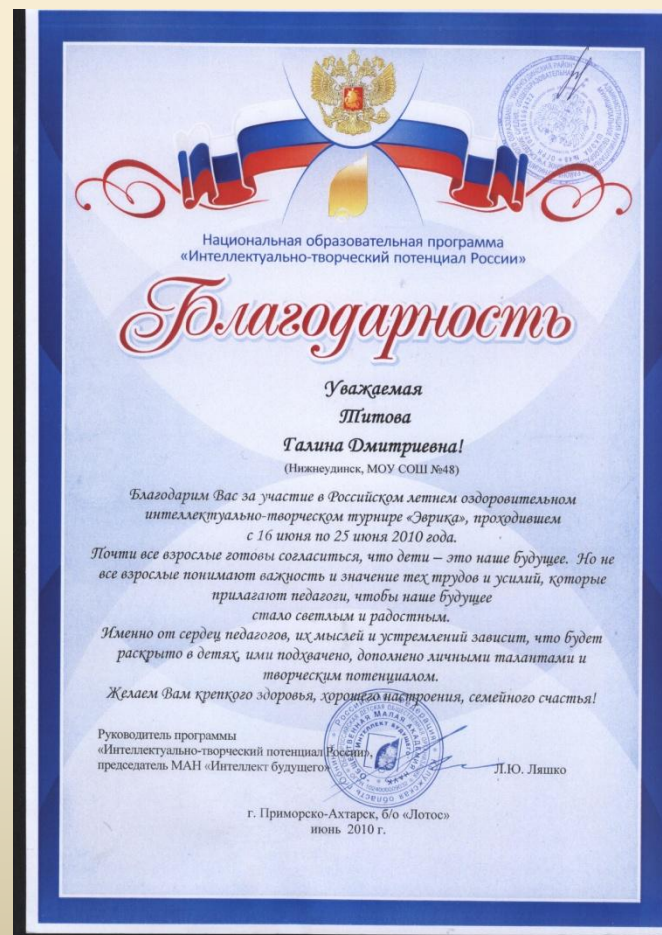 Национальная образовательная программа
«Интеллектуально-творческий потенциал России»
Благодарность
Уважаемая
Титова
Галина Дмитриевна!
(Нижнеудинск, МОУ СОШ №48)
Благодарим Вас за участие в Российском летнем оздоровительном
интеллектуально-творческом турнире «Эврика», проходившем
с 16 июня по 25 июня 2010 года.
Почти все взрослые готовы согласиться, что дети – это наше будущее. Но не
все взрослые понимают важность и значение тех трудов и усилий, которые
прилагают педагоги, чтобы наше будущее
стало светлым и радостным.
Именно от сердец педагогов, их мыслей и устремлений зависит, что будет
раскрыто в детях, ими подхвачено, дополнено личными талантами и
творческим потенциалом.
Желаем Вам крепкого здоровья, хорошего настроения, семейного счастья!
Руководитель программы
«Интеллектуально-творческий потенциал России»,
председатель МАН «Интеллект будущего»
Л.Ю. Ляшко
г. Приморско-Ахтарск, б/о «Лотос»
июнь 2010 г.